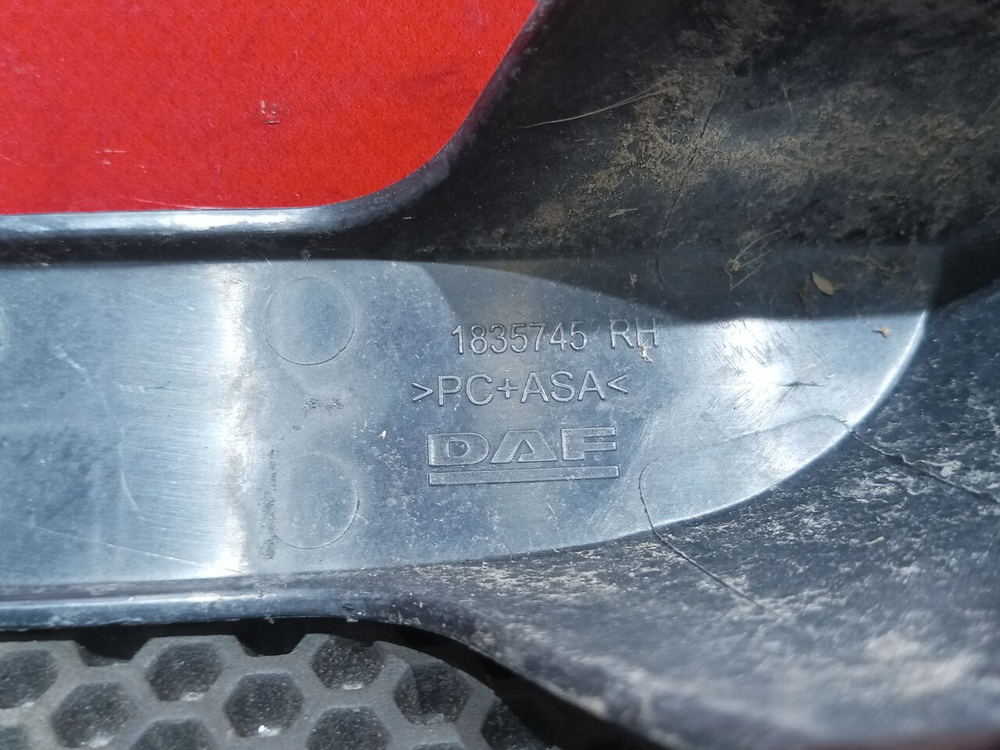 1835745 RH
>PC+ASA<
DAF